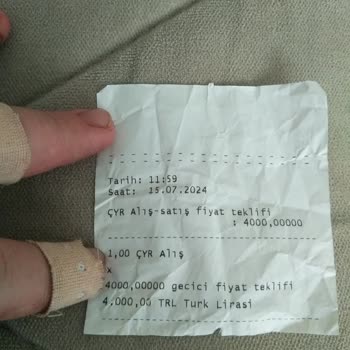 Tarih: 11:59
Saat: 15.07.2024
ÇYR Alış-satış fiyat teklifi
: 4000,00000
1,00 ÇYR Alış
x
4000,00000 gecici fiyat teklifi
4.000,00 TRL Turk Lirasi